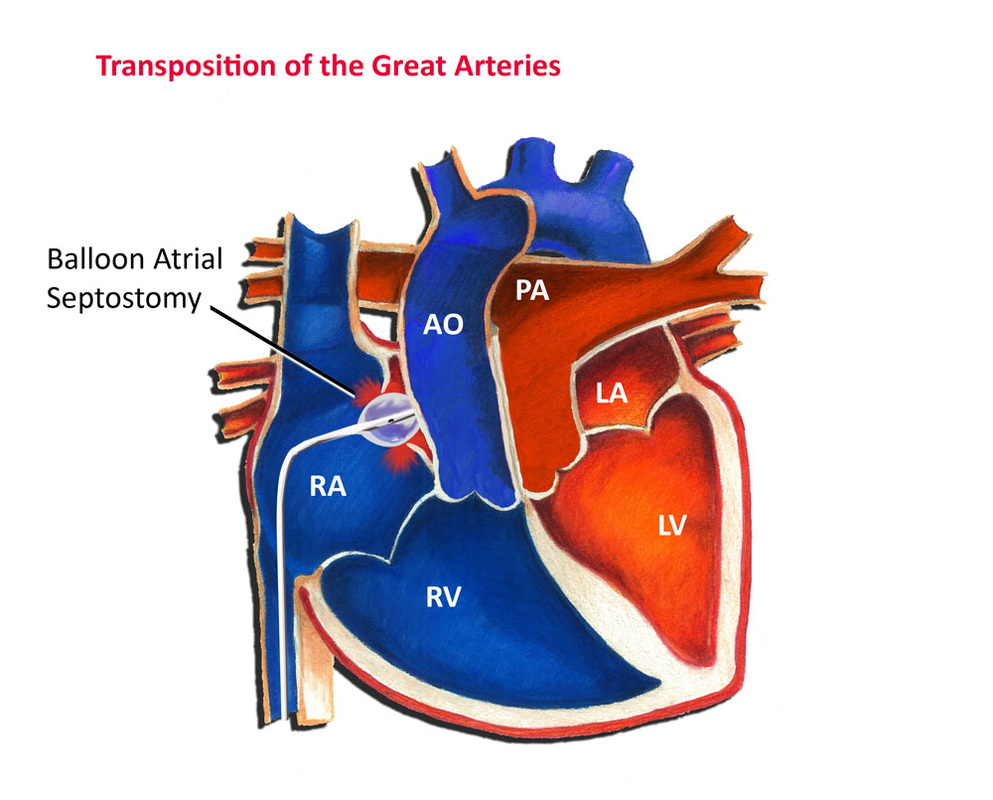 Transposition of the Great Arteries
Balloon Atrial
Septostomy
PA
AO
LA
RA
LV
RV